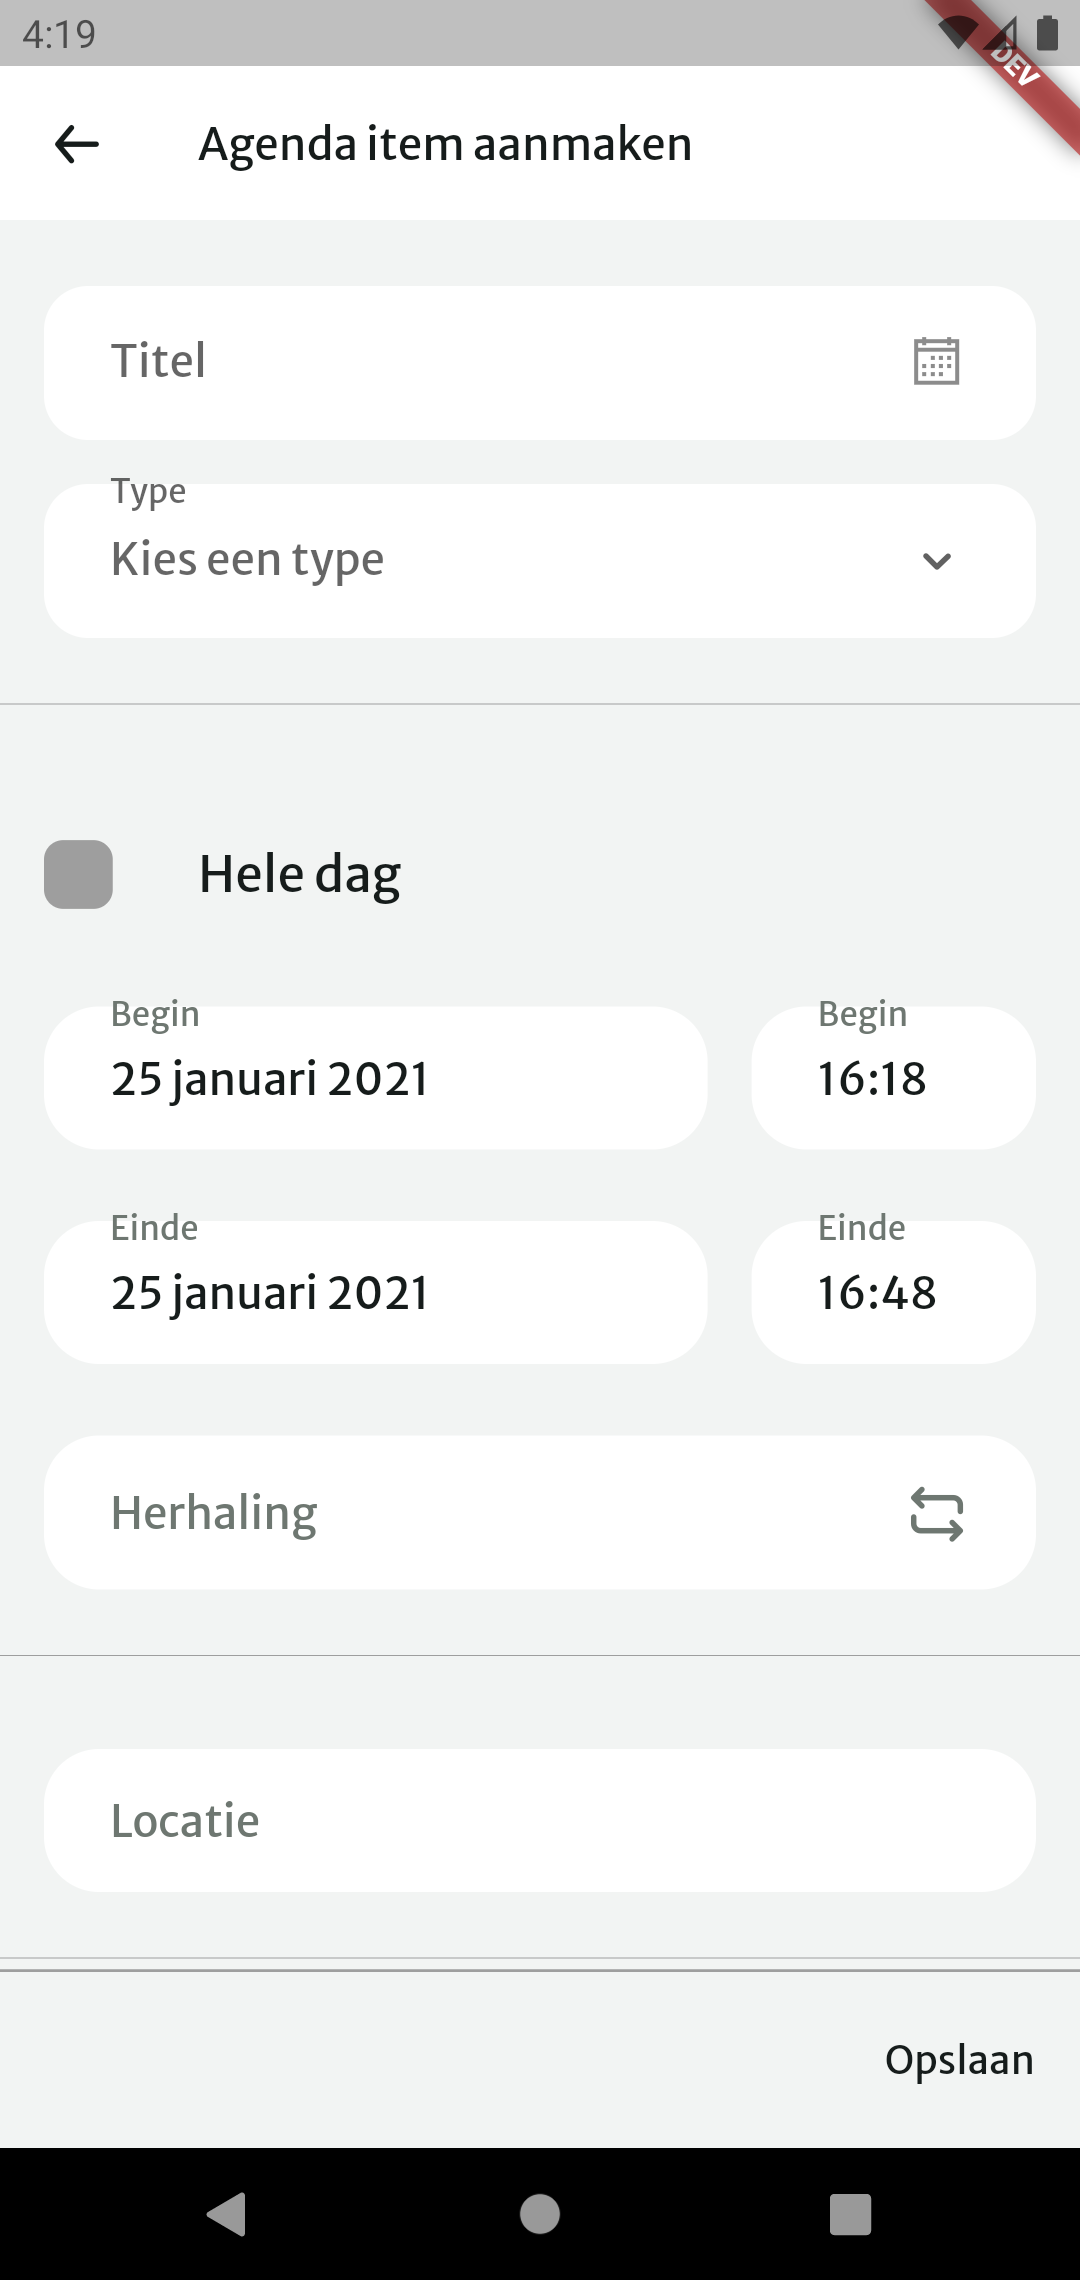 4:19
DEV
Agenda item aanmaken
Titel
Type
Kies een type
Hele dag
Begin
25 januari 2021
Begin
16:18
Einde
25 januari 2021
Einde
16:48
Herhaling
Locatie
Opslaan